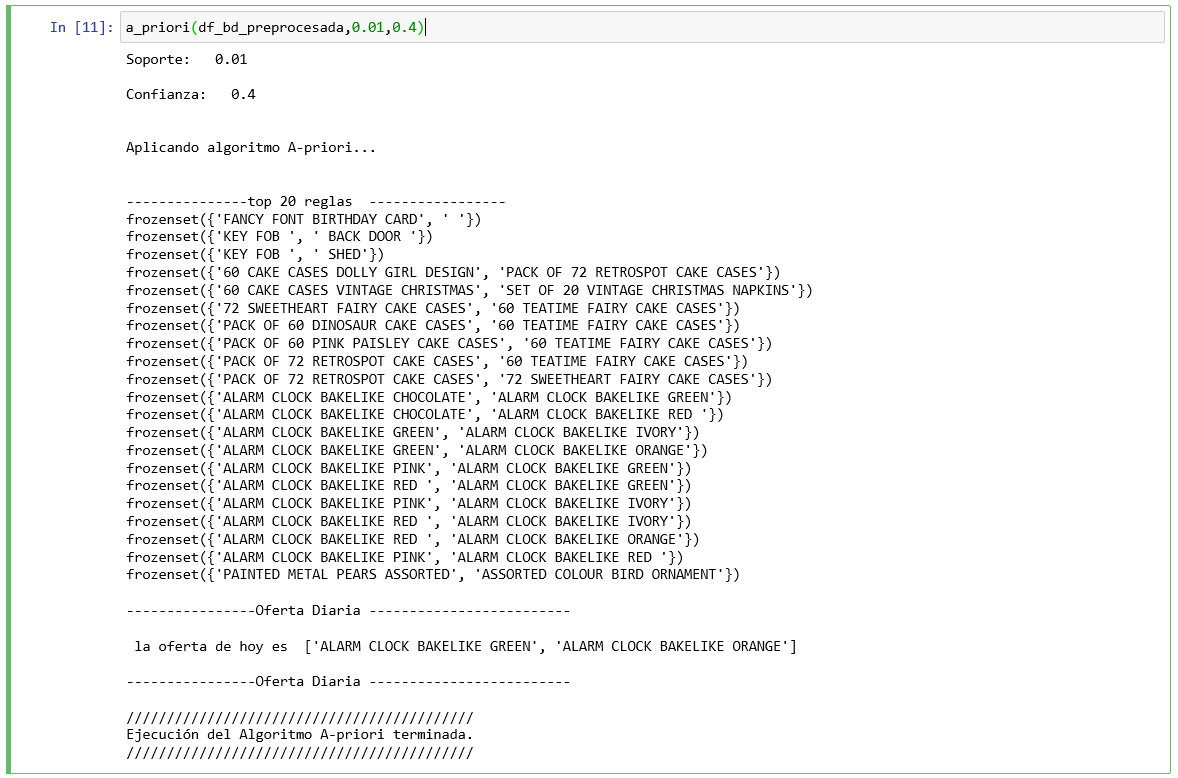 In [11]: a_priori(df_bd_preprocesada,0.01,0.4)
Soporte:   0.01
Confianza:   0.4
Aplicando algoritmo A-priori...
---------------top 20 reglas  -----------------
frozenset({'FANCY FONT BIRTHDAY CARD', ' '})
frozenset({'KEY FOB ', ' BACK DOOR '})
frozenset({'KEY FOB ', ' SHED'})
frozenset({'60 CAKE CASES DOLLY GIRL DESIGN', 'PACK OF 72 RETROSPOT CAKE CASES'})
frozenset({'60 CAKE CASES VINTAGE CHRISTMAS', 'SET OF 20 VINTAGE CHRISTMAS NAPKINS'})
frozenset({'72 SWEETHEART FAIRY CAKE CASES', '60 TEATIME FAIRY CAKE CASES'})
frozenset({'PACK OF 60 DINOSAUR CAKE CASES', '60 TEATIME FAIRY CAKE CASES'})
frozenset({'PACK OF 60 PINK PAISLEY CAKE CASES', '60 TEATIME FAIRY CAKE CASES'})
frozenset({'PACK OF 72 RETROSPOT CAKE CASES', '60 TEATIME FAIRY CAKE CASES'})
frozenset({'PACK OF 72 RETROSPOT CAKE CASES', '72 SWEETHEART FAIRY CAKE CASES'})
frozenset({'ALARM CLOCK BAKELIKE CHOCOLATE', 'ALARM CLOCK BAKELIKE GREEN'})
frozenset({'ALARM CLOCK BAKELIKE CHOCOLATE', 'ALARM CLOCK BAKELIKE RED '})
frozenset({'ALARM CLOCK BAKELIKE GREEN', 'ALARM CLOCK BAKELIKE IVORY'})
frozenset({'ALARM CLOCK BAKELIKE GREEN', 'ALARM CLOCK BAKELIKE ORANGE'})
frozenset({'ALARM CLOCK BAKELIKE PINK', 'ALARM CLOCK BAKELIKE GREEN'})
frozenset({'ALARM CLOCK BAKELIKE RED ', 'ALARM CLOCK BAKELIKE GREEN'})
frozenset({'ALARM CLOCK BAKELIKE PINK', 'ALARM CLOCK BAKELIKE IVORY'})
frozenset({'ALARM CLOCK BAKELIKE RED ', 'ALARM CLOCK BAKELIKE IVORY'})
frozenset({'ALARM CLOCK BAKELIKE RED ', 'ALARM CLOCK BAKELIKE ORANGE'})
frozenset({'ALARM CLOCK BAKELIKE PINK', 'ALARM CLOCK BAKELIKE RED '})
frozenset({'PAINTED METAL PEARS ASSORTED', 'ASSORTED COLOUR BIRD ORNAMENT'})
----------------Oferta Diaria -------------------------
la oferta de hoy es  ['ALARM CLOCK BAKELIKE GREEN', 'ALARM CLOCK BAKELIKE ORANGE']
----------------Oferta Diaria -------------------------
///////////////////////////////////////////
Ejecución del Algoritmo A-priori terminada.
///////////////////////////////////////////